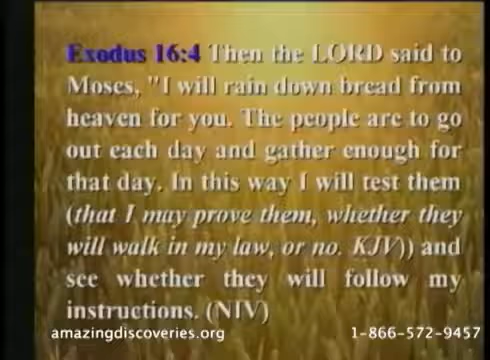 Exodus 16:4 Then the LORD said to
Moses, "I will rain down bread from
heaven for you. The people are to go
out each day and gather enough for
that day. In this way I will test them
(that I may prove them, whether they
will walk in my law, or no. KJV)) and
see whether they will follow my
instructions. (NIV)
amazingdiscoveries.org 1-866-572-9457